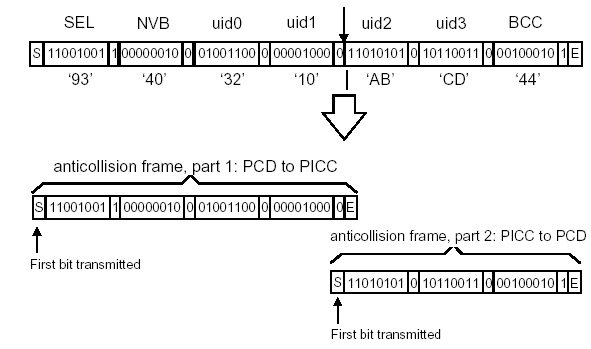 SEL NVB uid0 uid1 uid2 uid3 BCC
S 11001001 1 00000010 0 01001100 0 00001000 0 11010101 0 10110011 0 00100010 1 E
‘93’ ‘40’ ‘32’ ‘10’ ‘AB’ ‘CD’ ‘44’
anticollision frame, part 1: PCD to PICC
S 11001001 1 00000010 0 01001100 0 00001000 0 E
First bit transmitted
anticollision frame, part 2: PICC to PCD
S 11010101 0 10110011 0 00100010 1 E
First bit transmitted